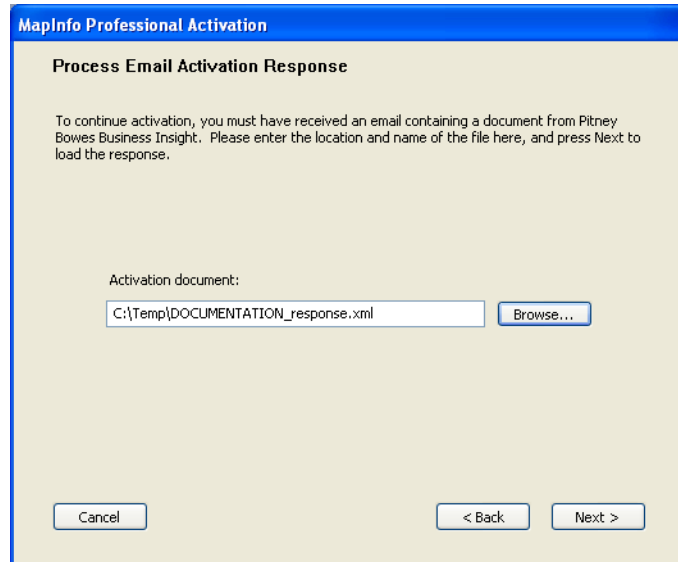 MapInfo Professional Activation
Process Email Activation Response
To continue activation, you must have received an email containing a document from Pitney
Bowes Business Insight.  Please enter the location and name of the file here, and press Next to
load the response.
Activation document:
C:\Temp\DOCUMENTATION_response.xml
Browse...
Cancel
< Back
Next >